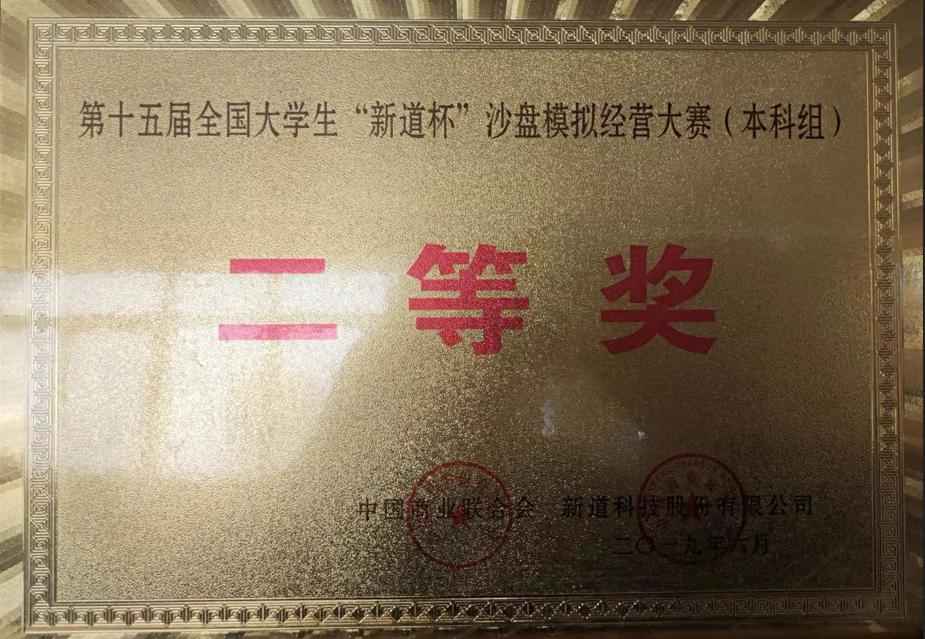 第十五届全国大学生“新道杯”沙盘模拟经营大赛（本科组）
二等奖
中国商业联合会 新道科技股份有限公司
二〇一九年六月